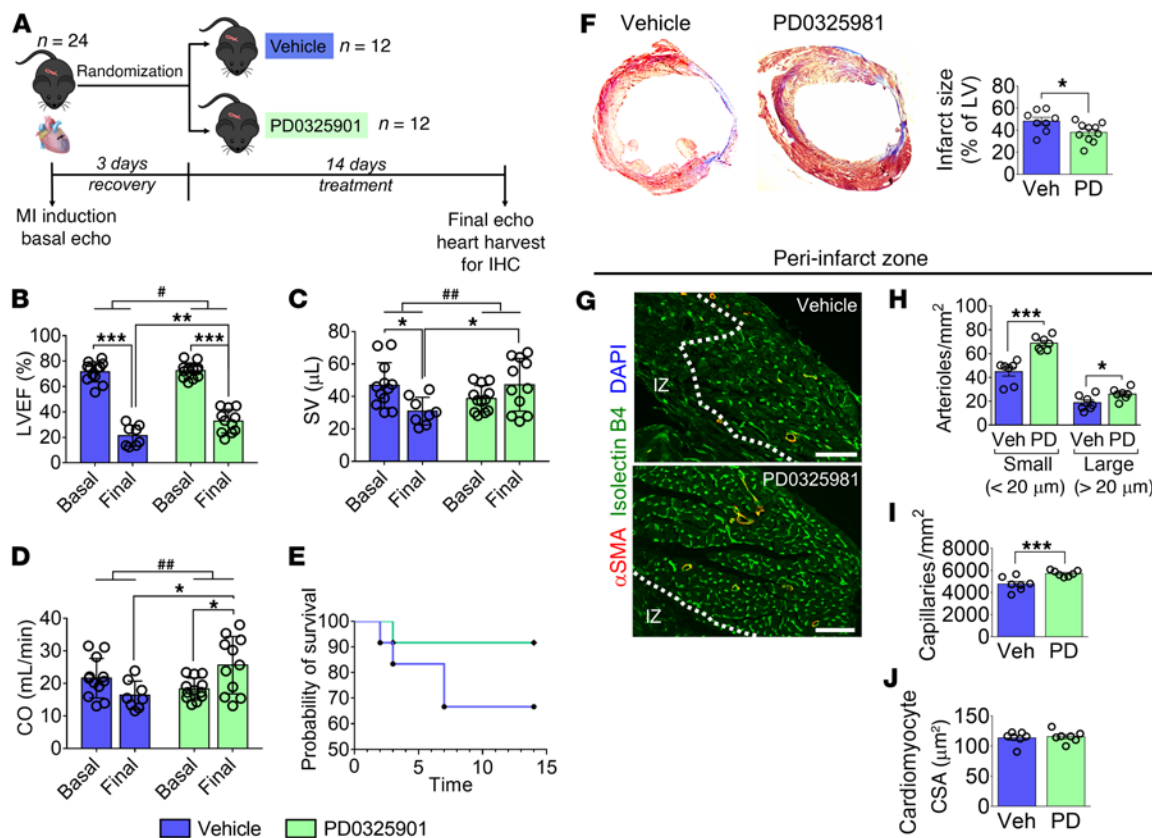 A
n = 24
Randomization
Vehicle n = 12
PD0325901 n = 12
3 days
recovery
14 days
treatment
MI induction
basal echo
Final echo
heart harvest
for IHC
B
#
**
*** ***
LVEF (%)
100
80
60
40
20
0
Basal Final Basal Final
C
##
* *
SV (µL)
80
60
40
20
0
Basal Final Basal Final
D
##
*
*
CO (mL/min)
50
40
30
20
10
0
Basal Final Basal Final
E
Probability of survival
100
90
80
70
60
50
0 5 10 15
Time
Vehicle PD0325901
F
Vehicle PD0325981
*
Infarct size
(% of LV)
80
60
40
20
0
Veh PD
Peri-infarct zone
G
αSMA Isolectin B4 DAPI
Vehicle
IZ
PD0325981
IZ
H
***
*
Arterioles/mm²
100
80
60
40
20
0
Veh PD Veh PD
Small Large
(< 20 µm) (> 20 µm)
I
***
Capillaries/mm²
8000
6000
4000
2000
0
Veh PD
J
Cardiomyocyte
CSA (µm²)
150
100
50
0
Veh PD